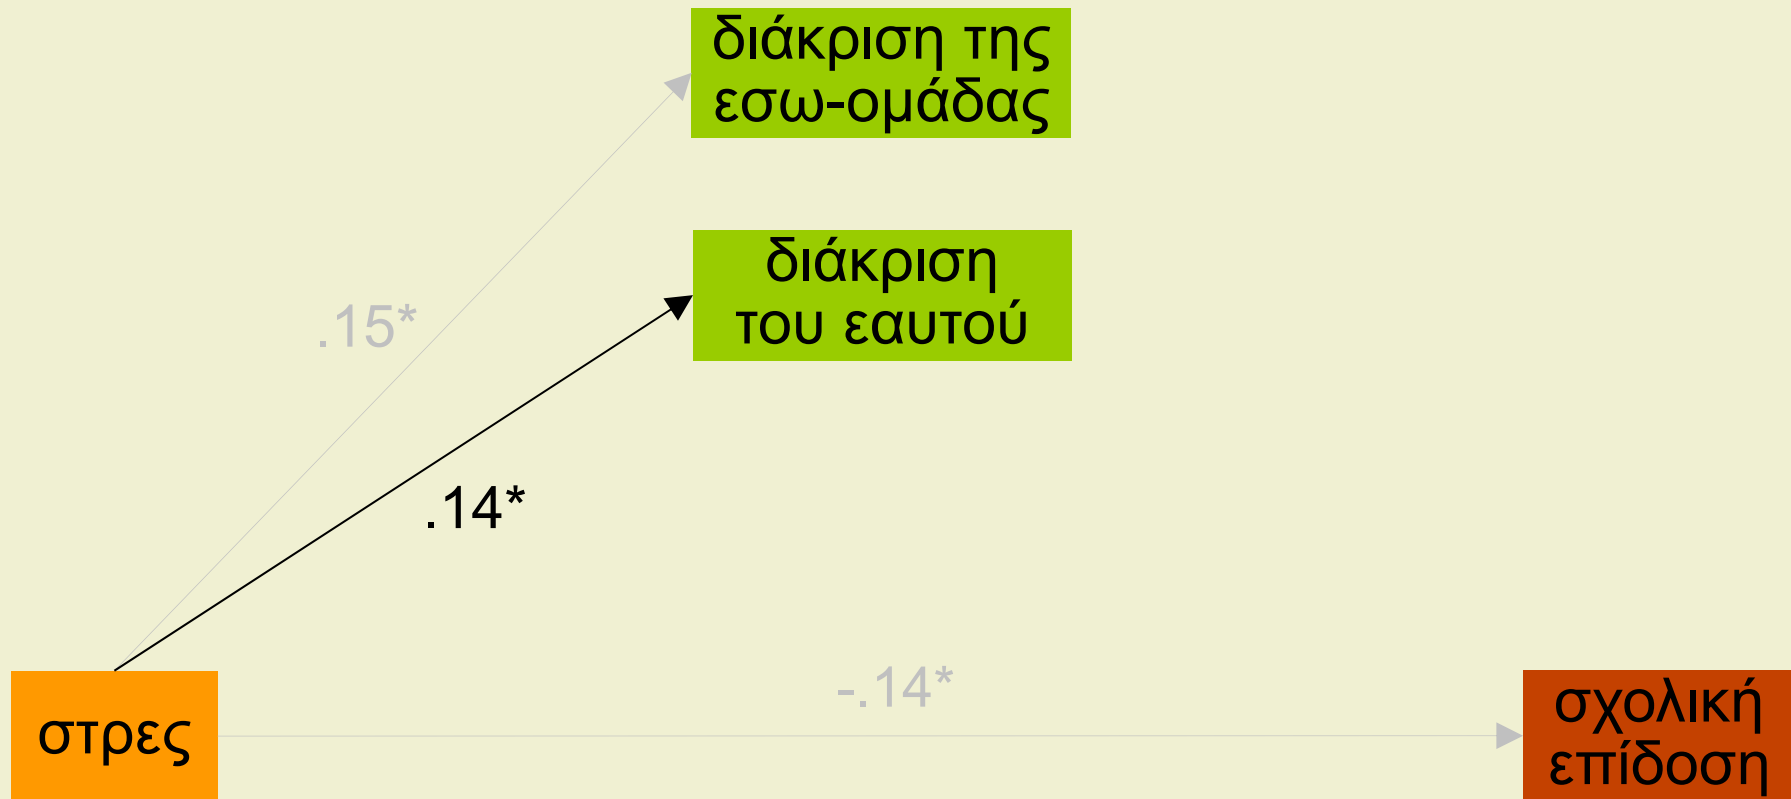 διάκριση της
εσω-ομάδας
διάκριση
του εαυτού
.15*
.14*
-.14*
στρες
σχολική
επίδοση